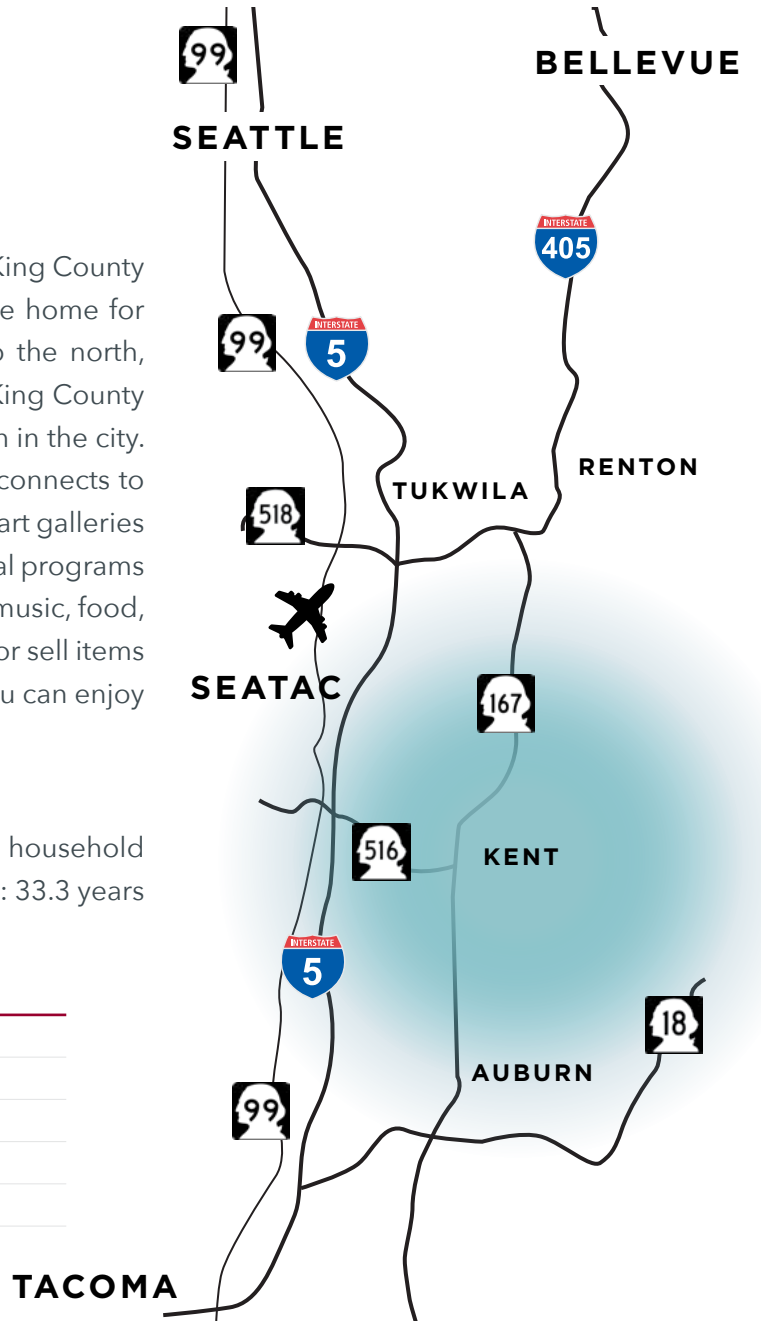 King County
e home for
o the north,
King County
n in the city.
connects to
art galleries
al programs
music, food,
or sell items
u can enjoy
household
: 33.3 years
99
BELLEVUE
SEATTLE
INTERSTATE
405
99
INTERSTATE
5
RENTON
TUKWILA
518
SEATAC
167
516
KENT
INTERSTATE
5
18
AUBURN
99
TACOMA